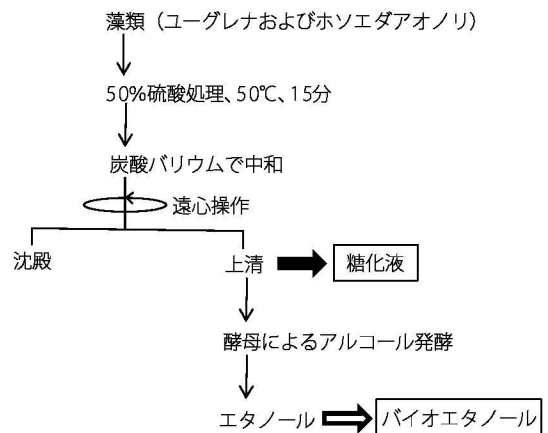 藻類（ユーグレナおよびホソエダアオノリ）
50%硫酸処理、50℃、15分
炭酸バリウムで中和
遠心操作
沈殿
上清
糖化液
酵母によるアルコール発酵
エタノール
バイオエタノール